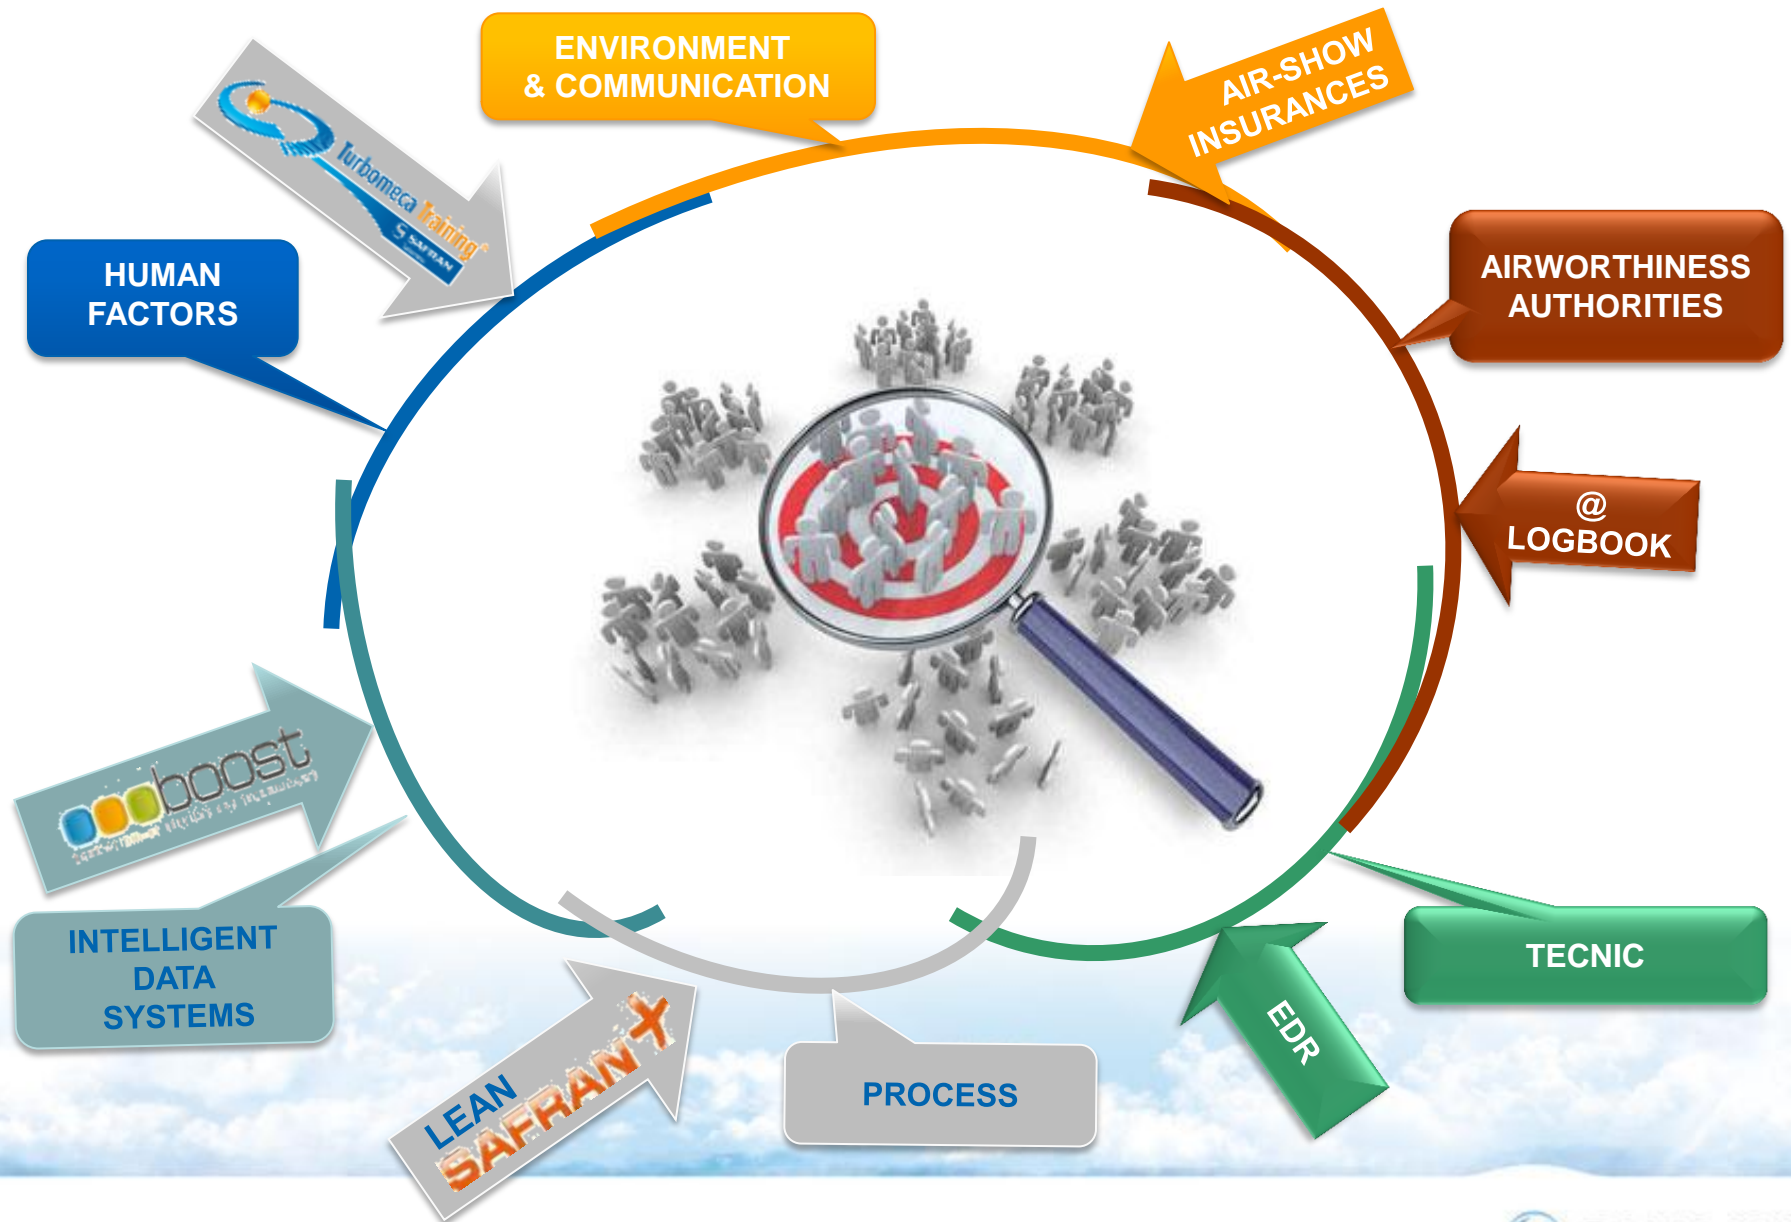 ENVIRONMENT
& COMMUNICATION
AIR-SHOW
INSURANCES
Turbomeca Training
SAFRAN
HUMAN
FACTORS
AIRWORTHINESS
AUTHORITIES
@
LOGBOOK
boost
INTELLIGENT
DATA
SYSTEMS
TECNIC
EDR
LEAN
SAFRAN
PROCESS